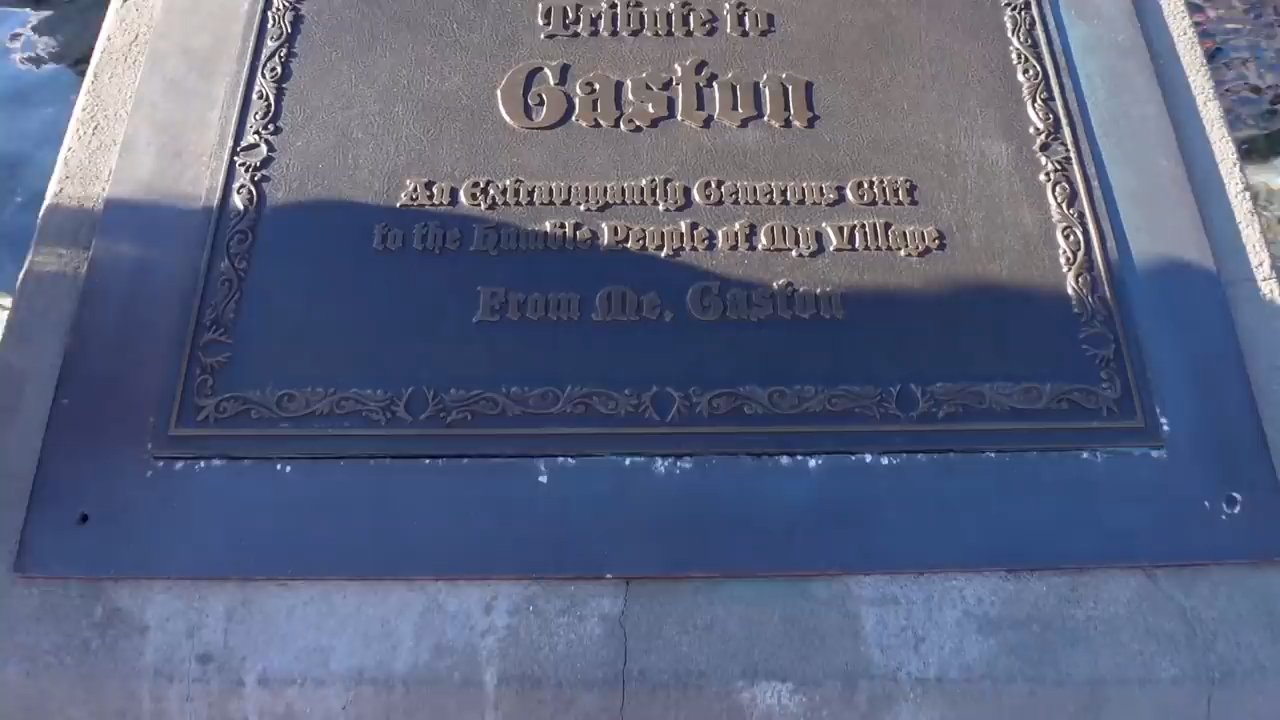 Tribute to
Gaston
An Extravagantly Generous Gift
to the Humble People of My Village
From Me, Gaston